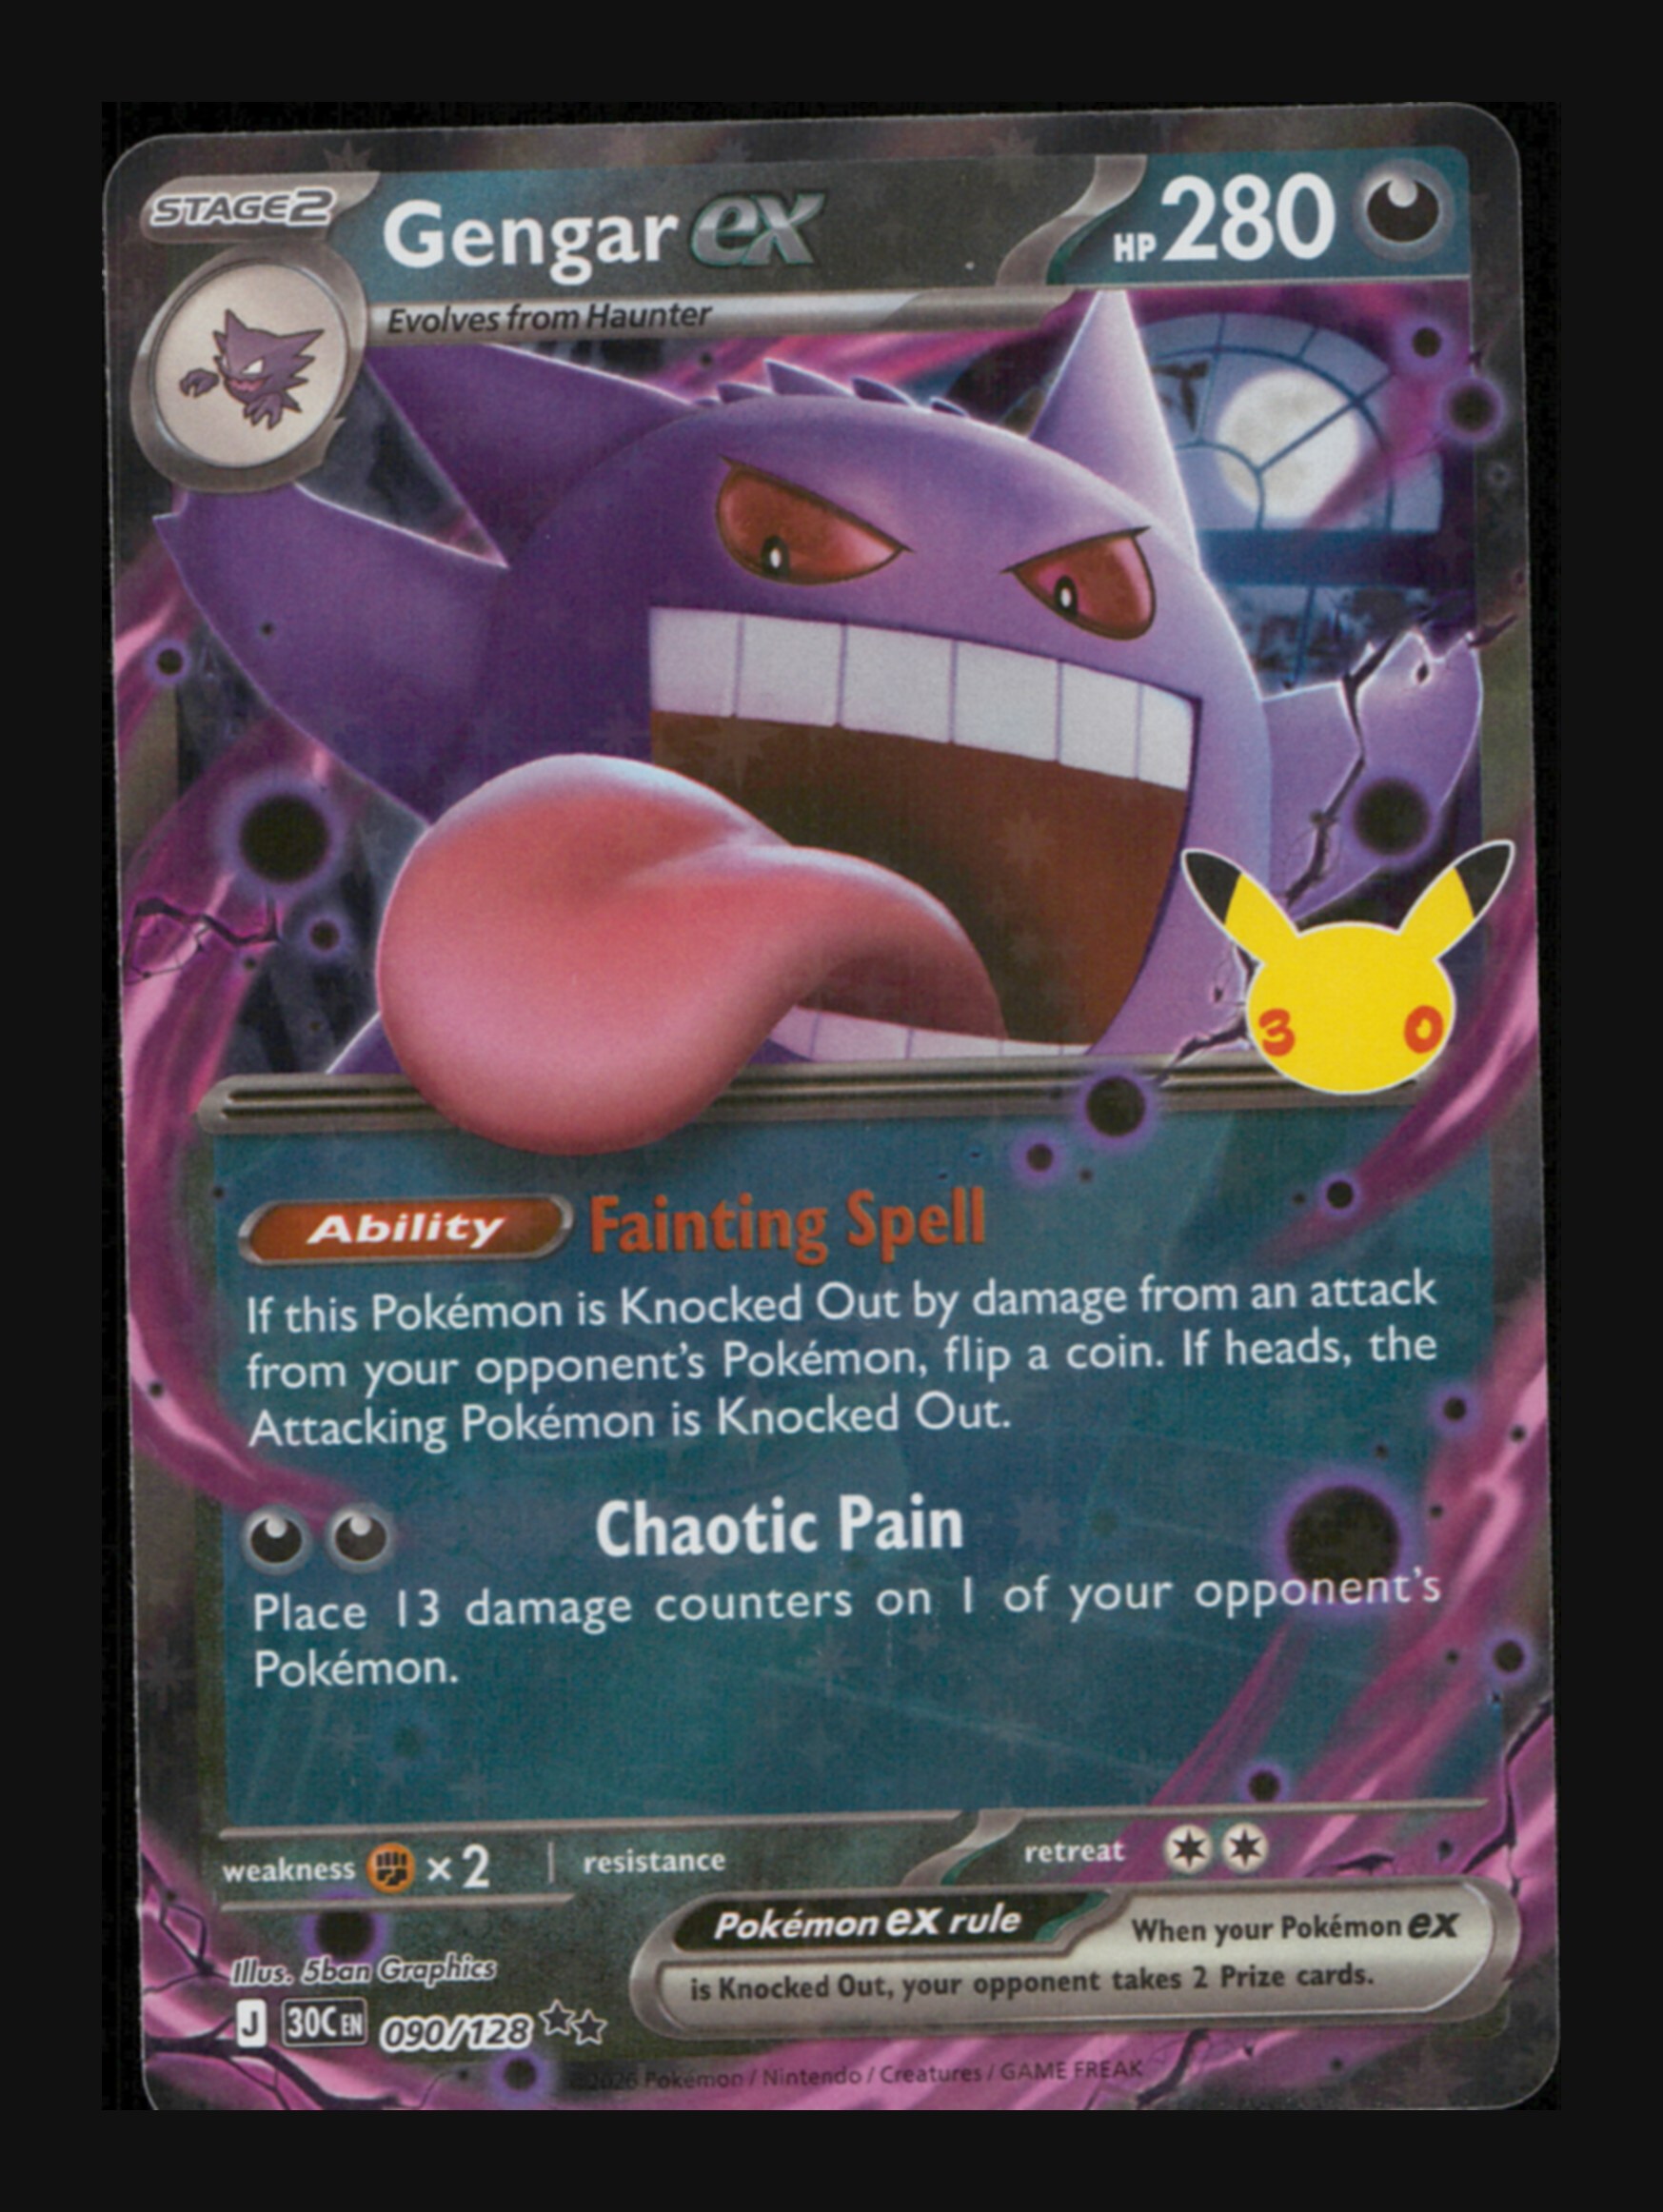 STAGE2
Gengar ex
HP 280
Evolves from Haunter
30
Ability Fainting Spell
If this Pokémon is Knocked Out by damage from an attack
from your opponent's Pokémon, flip a coin. If heads, the
Attacking Pokémon is Knocked Out.
Chaotic Pain
Place 13 damage counters on 1 of your opponent's
Pokémon.
weakness ×2 resistance retreat
Pokémon ex rule When your Pokémon ex
is Knocked Out, your opponent takes 2 Prize cards.
Illus. 5ban Graphics
J 30C EN 090/128
©2026 Pokémon / Nintendo / Creatures / GAME FREAK